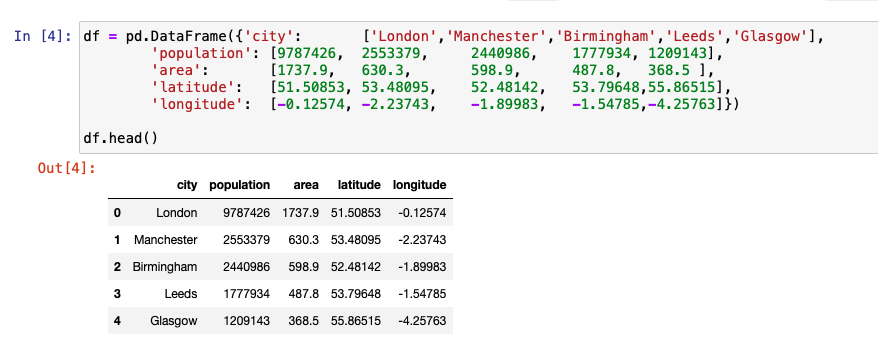 In [4]: df = pd.DataFrame({'city': ['London','Manchester','Birmingham','Leeds','Glasgow'],
'population': [9787426, 2553379, 2440986, 1777934, 1209143],
'area': [1737.9, 630.3, 598.9, 487.8, 368.5 ],
'latitude': [51.50853, 53.48095, 52.48142, 53.79648,55.86515],
'longitude': [-0.12574, -2.23743, -1.89983, -1.54785,-4.25763]})
df.head()
Out[4]:
city population area latitude longitude
0 London 9787426 1737.9 51.50853 -0.12574
1 Manchester 2553379 630.3 53.48095 -2.23743
2 Birmingham 2440986 598.9 52.48142 -1.89983
3 Leeds 1777934 487.8 53.79648 -1.54785
4 Glasgow 1209143 368.5 55.86515 -4.25763